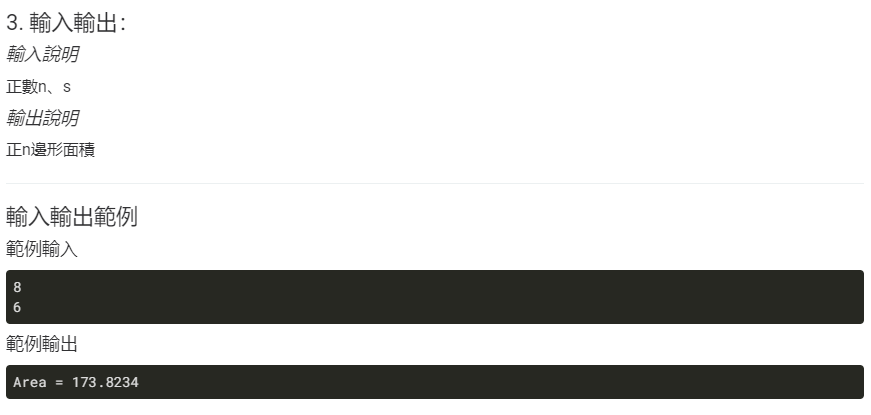 3. 輸入輸出：
輸入說明
正數n、s
輸出說明
正n邊形面積
輸入輸出範例
範例輸入
8
6
範例輸出
Area = 173.8234